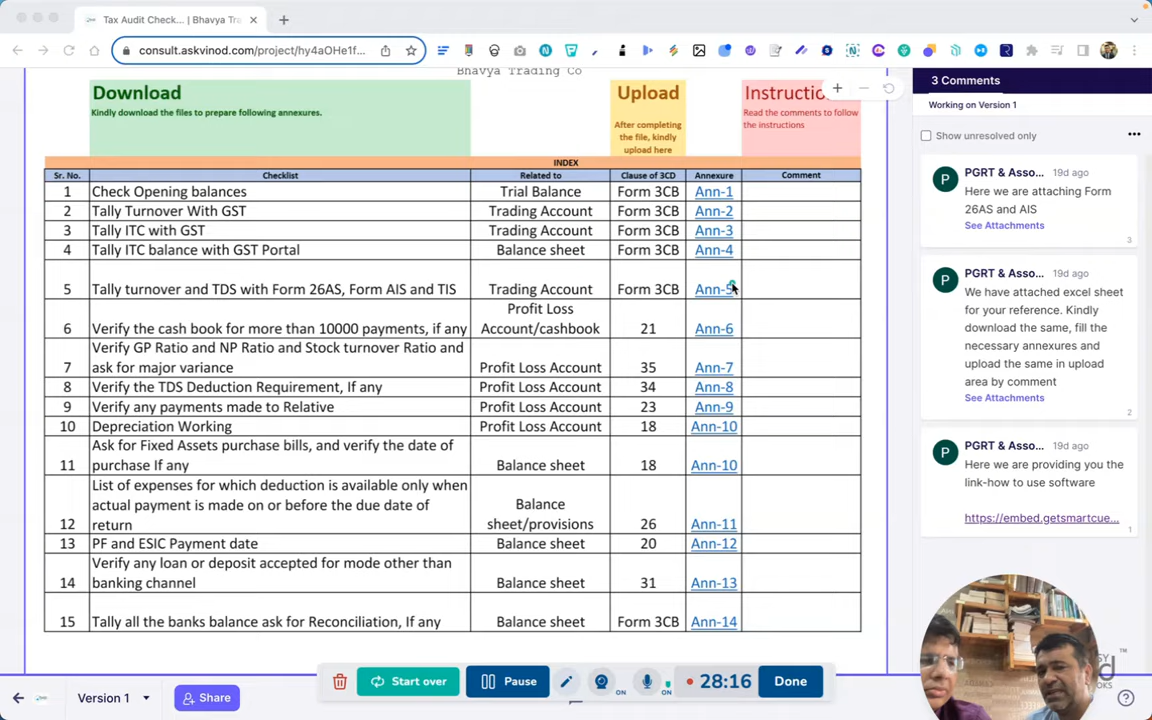 Tax Audit Check... | Bhavya Tra
consult.askvinod.com/project/hy4aOHe1f...
Bhavya Trading Co
Download
Kindly download the files to prepare following annexures.
Upload
After completing
the file, kindly
upload here
Instructio
Read the comments to follow
the instructions
INDEX
Sr. No. Checklist Related to Clause of 3CD Annexure Comment
1 Check Opening balances Trial Balance Form 3CB Ann-1
2 Tally Turnover With GST Trading Account Form 3CB Ann-2
3 Tally ITC with GST Trading Account Form 3CB Ann-3
4 Tally ITC balance with GST Portal Balance sheet Form 3CB Ann-4
5 Tally turnover and TDS with Form 26AS, Form AIS and TIS Trading Account Form 3CB Ann-5
Profit Loss
6 Verify the cash book for more than 10000 payments, if any Account/cashbook 21 Ann-6
Verify GP Ratio and NP Ratio and Stock turnover Ratio and
7 ask for major variance Profit Loss Account 35 Ann-7
8 Verify the TDS Deduction Requirement, If any Profit Loss Account 34 Ann-8
9 Verify any payments made to Relative Profit Loss Account 23 Ann-9
10 Depreciation Working Profit Loss Account 18 Ann-10
Ask for Fixed Assets purchase bills, and verify the date of
11 purchase If any Balance sheet 18 Ann-10
List of expenses for which deduction is available only when
actual payment is made on or before the due date of Balance
12 return sheet/provisions 26 Ann-11
13 PF and ESIC Payment date Balance sheet 20 Ann-12
Verify any loan or deposit accepted for mode other than
14 banking channel Balance sheet 31 Ann-13
15 Tally all the banks balance ask for Reconciliation, If any Balance sheet Form 3CB Ann-14
3 Comments
Working on Version 1
Show unresolved only
P PGRT & Asso... 19d ago
Here we are attaching Form
26AS and AIS
See Attachments
3
P PGRT & Asso... 19d ago
We have attached excel sheet
for your reference. Kindly
download the same, fill the
necessary annexures and
upload the same in upload
area by comment
See Attachments
2
P PGRT & Asso... 19d ago
Here we are providing you the
link-how to use software
https://embed.getsmartcue...
1
Start over Pause ON ON 28:16 Done
Version 1 Share